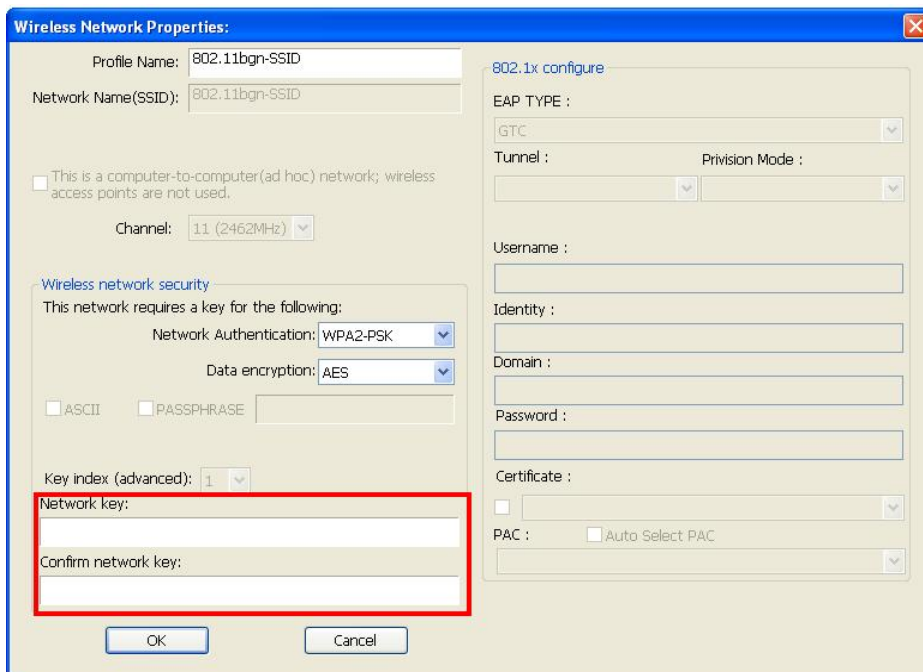 Wireless Network Properties:
Profile Name: 802.11bgn-SSID
Network Name(SSID): 802.11bgn-SSID
This is a computer-to-computer(ad hoc) network; wireless
access points are not used.
Channel: 11 (2462MHz)
Wireless network security
This network requires a key for the following:
Network Authentication: WPA2-PSK
Data encryption: AES
ASCII PASSPHRASE
Key index (advanced): 1
Network key:
Confirm network key:
OK Cancel
802.1x configure
EAP TYPE :
GTC
Tunnel : Privision Mode :
Username :
Identity :
Domain :
Password :
Certificate :
PAC : Auto Select PAC